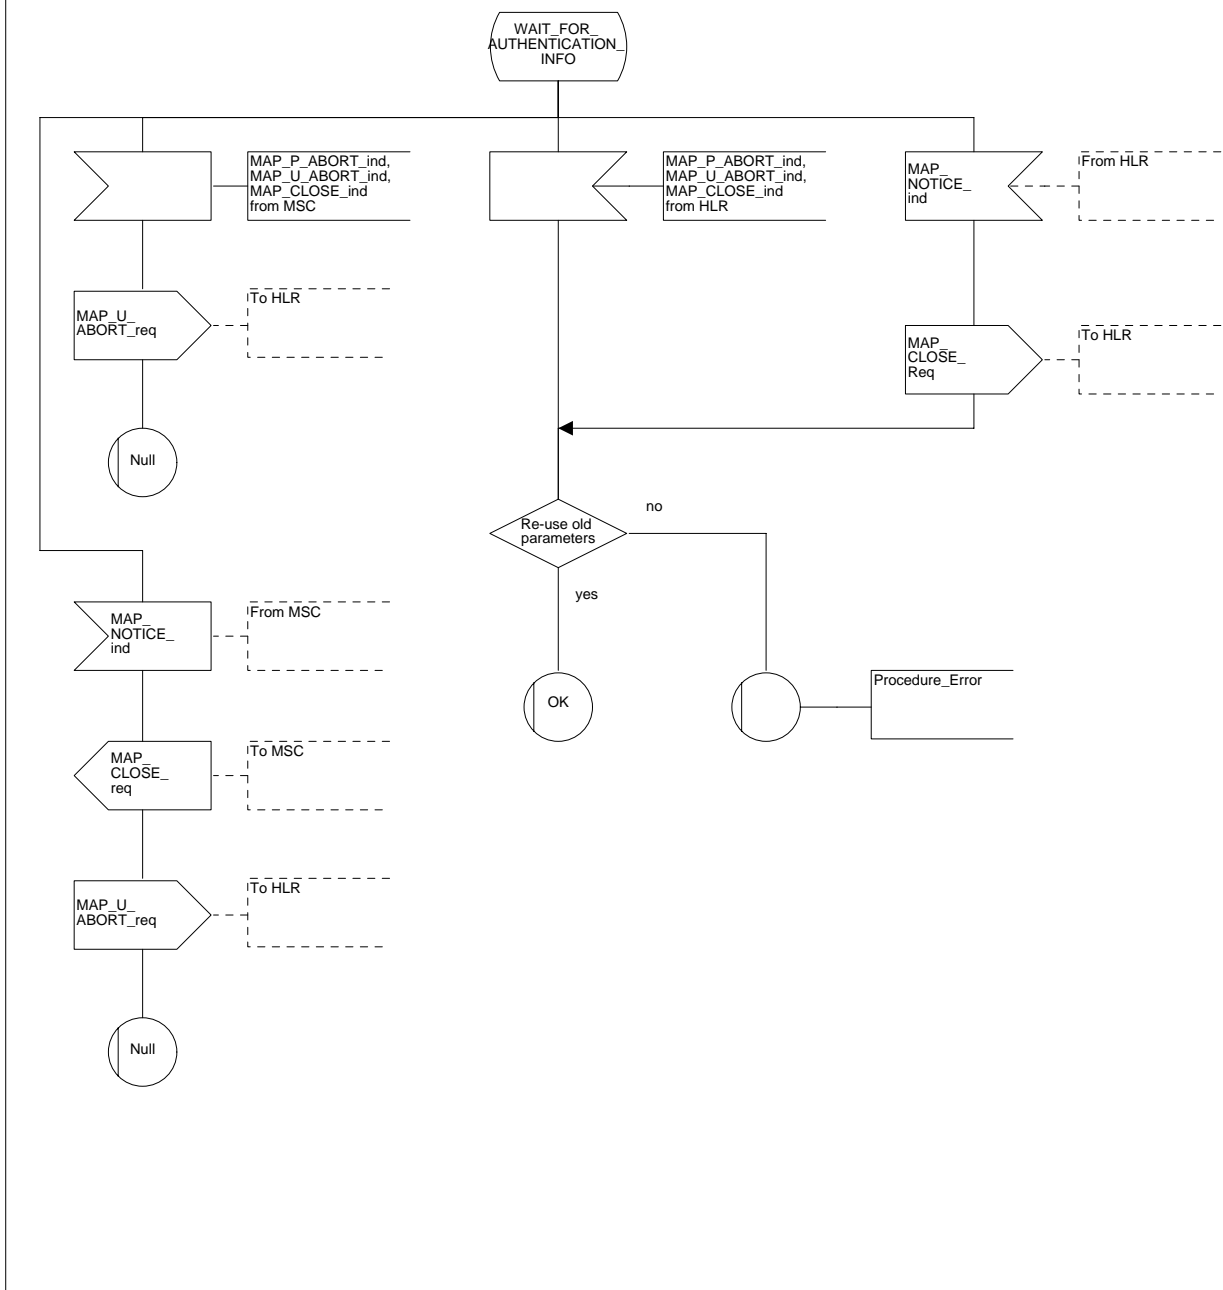 WAIT_FOR_
AUTHENTICATION_
INFO
MAP_P_ABORT_ind,
MAP_U_ABORT_ind,
MAP_CLOSE_ind
from MSC
MAP_P_ABORT_ind,
MAP_U_ABORT_ind,
MAP_CLOSE_ind
from HLR
MAP_
NOTICE_
ind
From HLR
MAP_U_
ABORT_req
To HLR
MAP_
CLOSE_
Req
To HLR
Null
Re-use old
parameters
no
yes
MAP_
NOTICE_
ind
From MSC
OK
Procedure_Error
MAP_
CLOSE_
req
To MSC
MAP_U_
ABORT_req
To HLR
Null